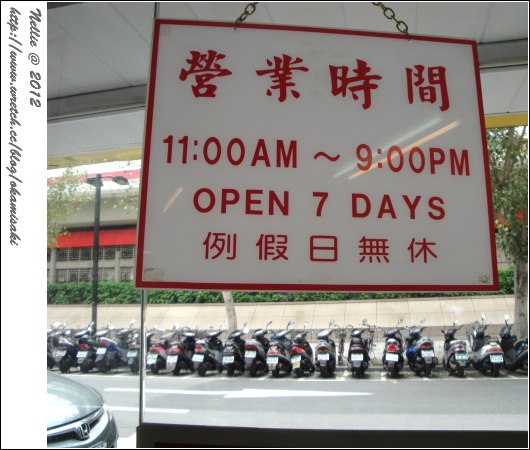 營業時間
11:00AM ~ 9:00PM
OPEN 7 DAYS
例假日無休
Nellie @ 2012
http://www.wretch.cc/blog/okamisaki